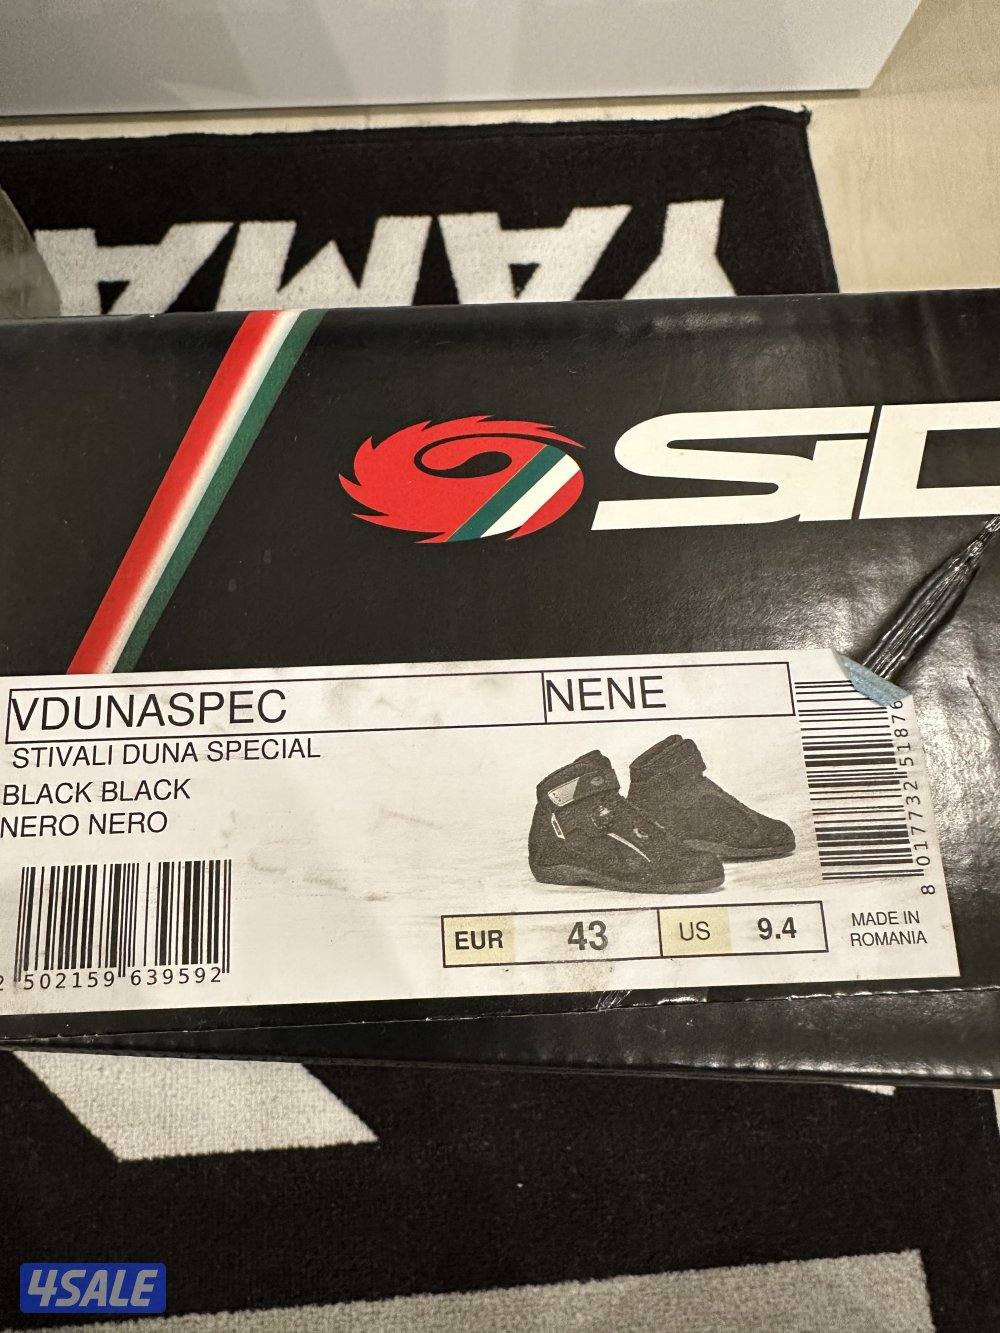 YAMA
SiD
VDUNASPEC
NENE
STIVALI DUNA SPECIAL
BLACK BLACK
NERO NERO
EUR 43 US 9.4
MADE IN
ROMANIA
502159 639592
8 017732 51876
4SALE